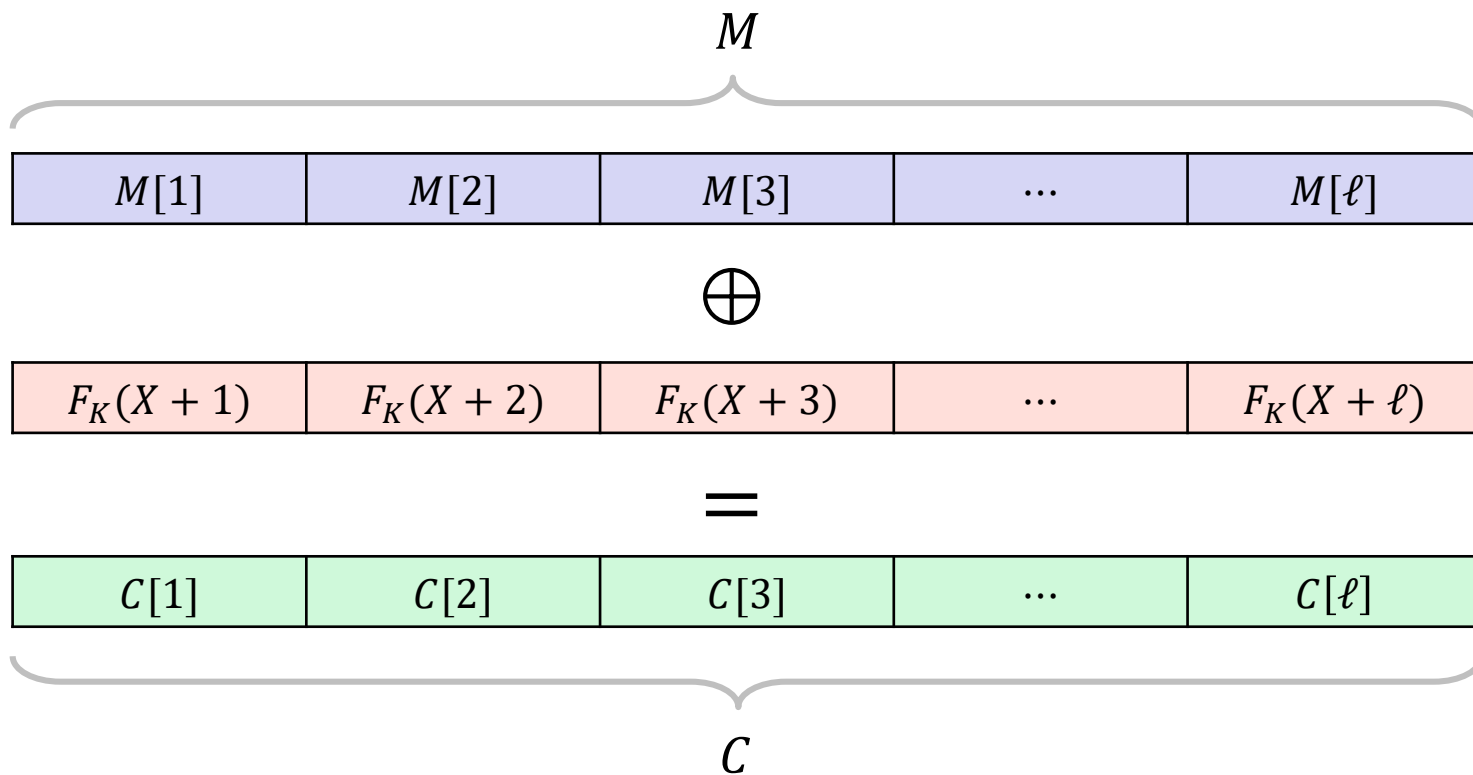 M
M[1] M[2] M[3] ⋯ M[ℓ]
⊕
F_K(X + 1) F_K(X + 2) F_K(X + 3) ⋯ F_K(X + ℓ)
=
C[1] C[2] C[3] ⋯ C[ℓ]
C